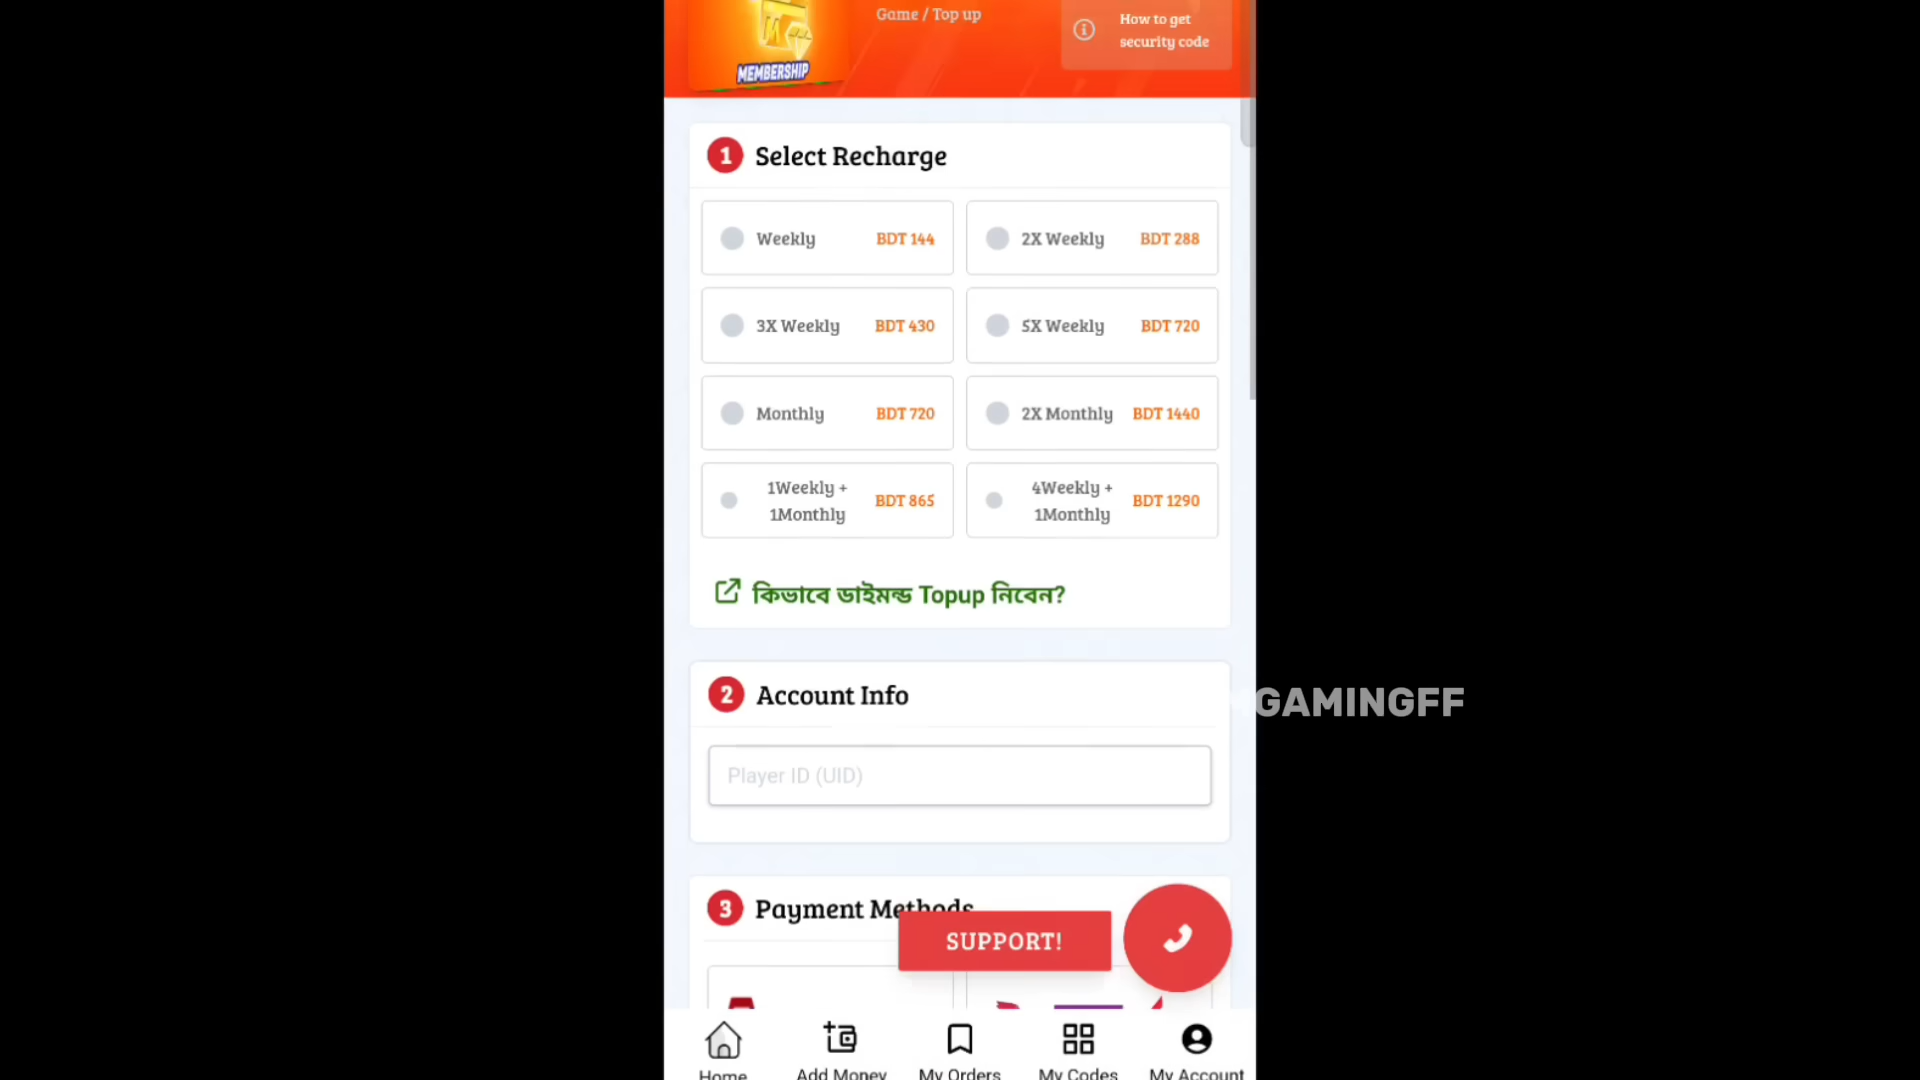 Game / Top up
How to get
security code
MEMBERSHIP
1 Select Recharge
Weekly BDT 144
2X Weekly BDT 288
3X Weekly BDT 430
5X Weekly BDT 720
Monthly BDT 720
2X Monthly BDT 1440
1Weekly +
1Monthly BDT 865
4Weekly +
1Monthly BDT 1290
কিভাবে ডাইমন্ড Topup নিবেন?
2 Account Info
GAMINGFF
Player ID (UID)
3 Payment Methods
SUPPORT!
Home Add Money My Orders My Codes My Account